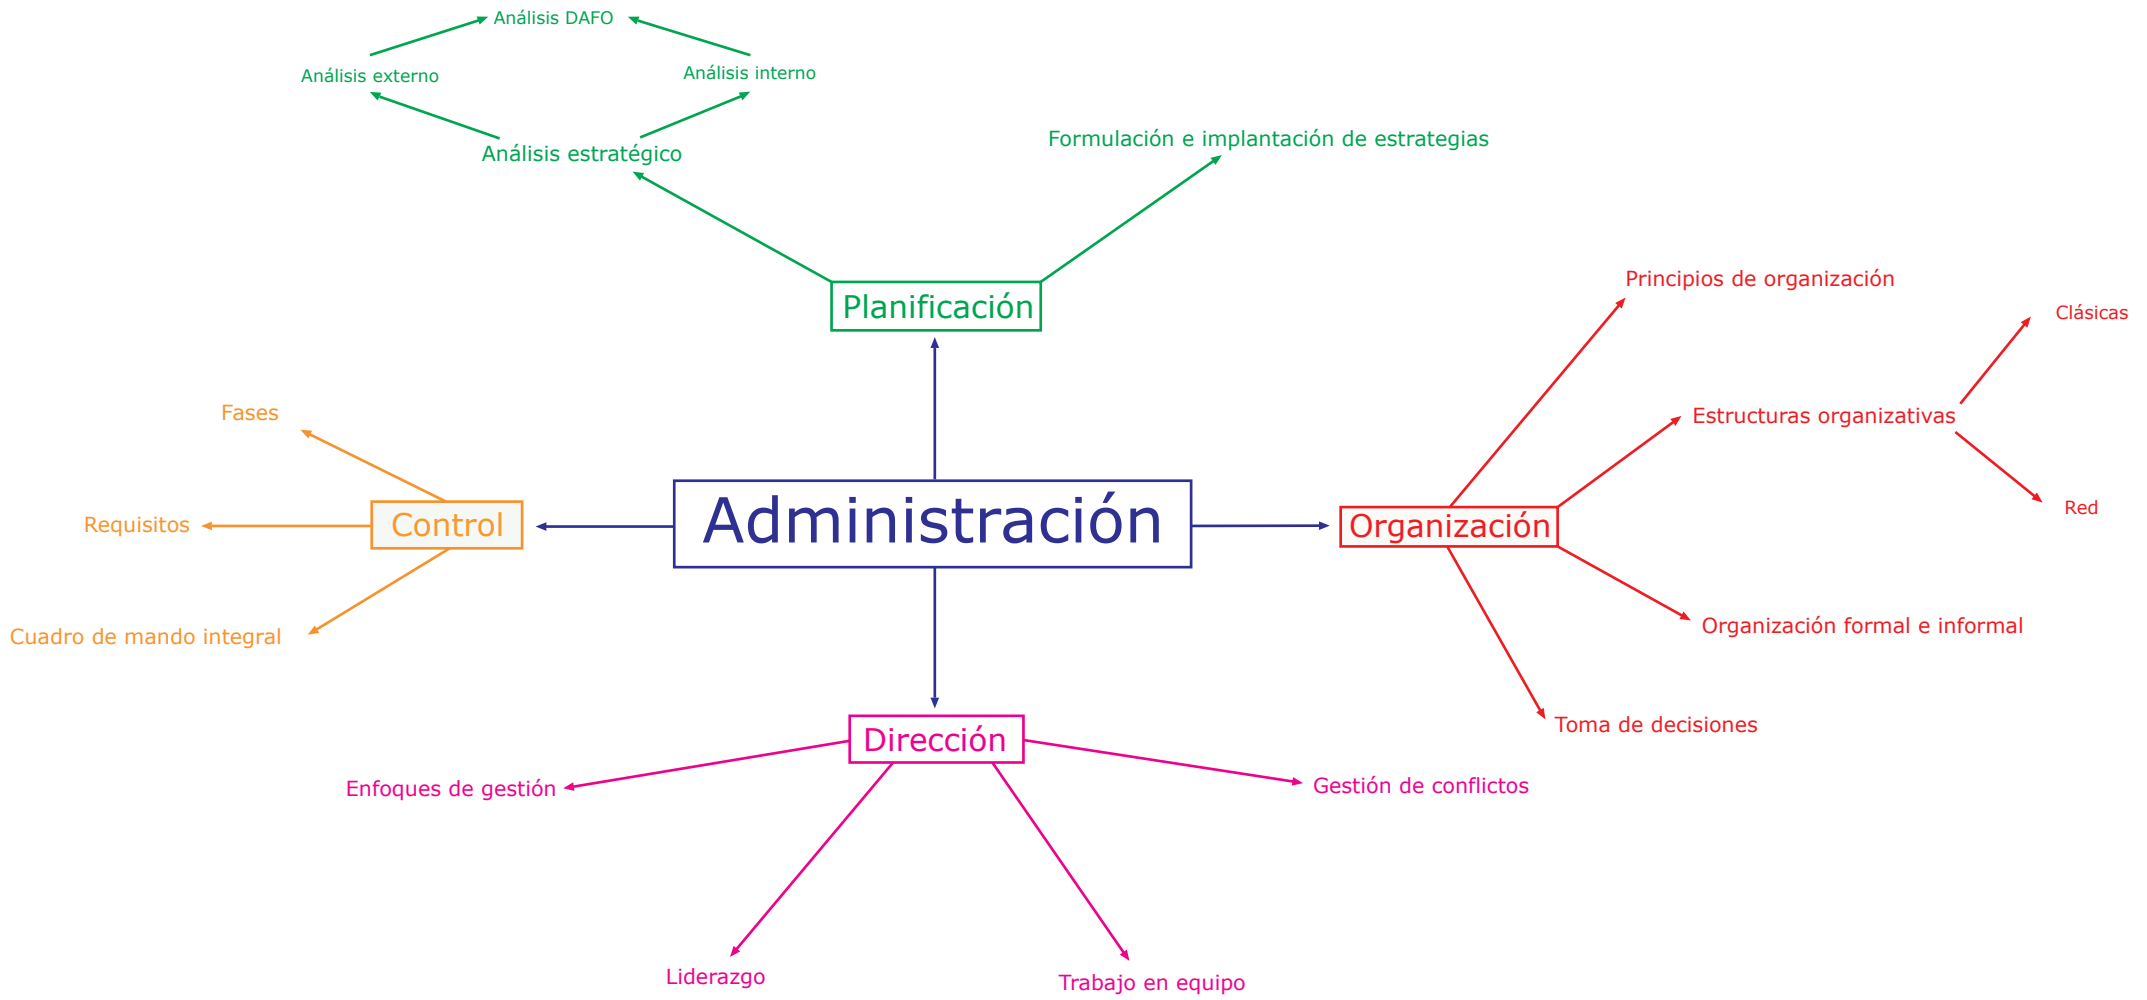 Análisis DAFO
Análisis externo
Análisis interno
Análisis estratégico
Formulación e implantación de estrategias
Planificación
Principios de organización
Clásicas
Estructuras organizativas
Red
Fases
Requisitos
Control
Cuadro de mando integral
Administración
Organización
Organización formal e informal
Toma de decisiones
Dirección
Enfoques de gestión
Gestión de conflictos
Liderazgo
Trabajo en equipo